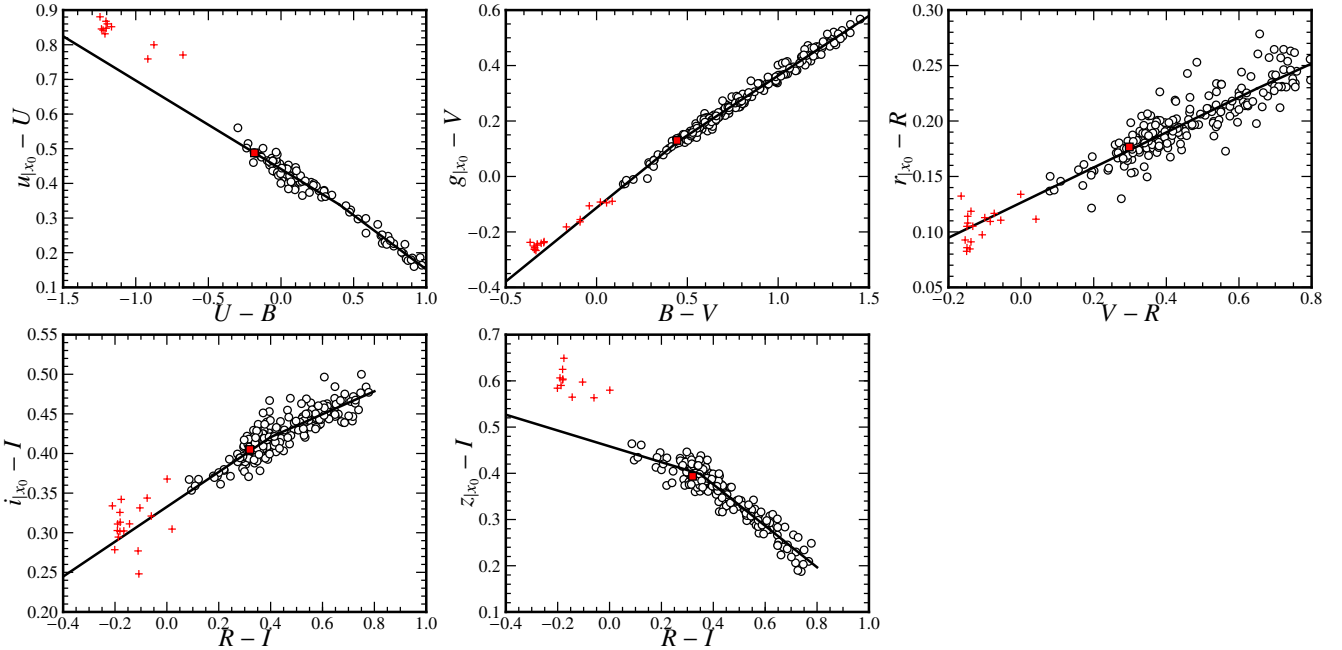 0.9
0.8
0.7
0.6
0.5
0.4
0.3
0.2
0.1
−1.5 −1.0 −0.5 0.0 0.5 1.0
U − B
u|x₀ − U
0.6
0.4
0.2
0.0
−0.2
−0.4
−0.5 0.0 0.5 1.0 1.5
B − V
g|x₀ − V
0.30
0.25
0.20
0.15
0.10
0.05
−0.2 0.0 0.2 0.4 0.6 0.8
V − R
r|x₀ − R
0.55
0.50
0.45
0.40
0.35
0.30
0.25
0.20
−0.4 −0.2 0.0 0.2 0.4 0.6 0.8 1.0
R − I
i|x₀ − I
0.7
0.6
0.5
0.4
0.3
0.2
0.1
−0.4 −0.2 0.0 0.2 0.4 0.6 0.8 1.0
R − I
z|x₀ − I